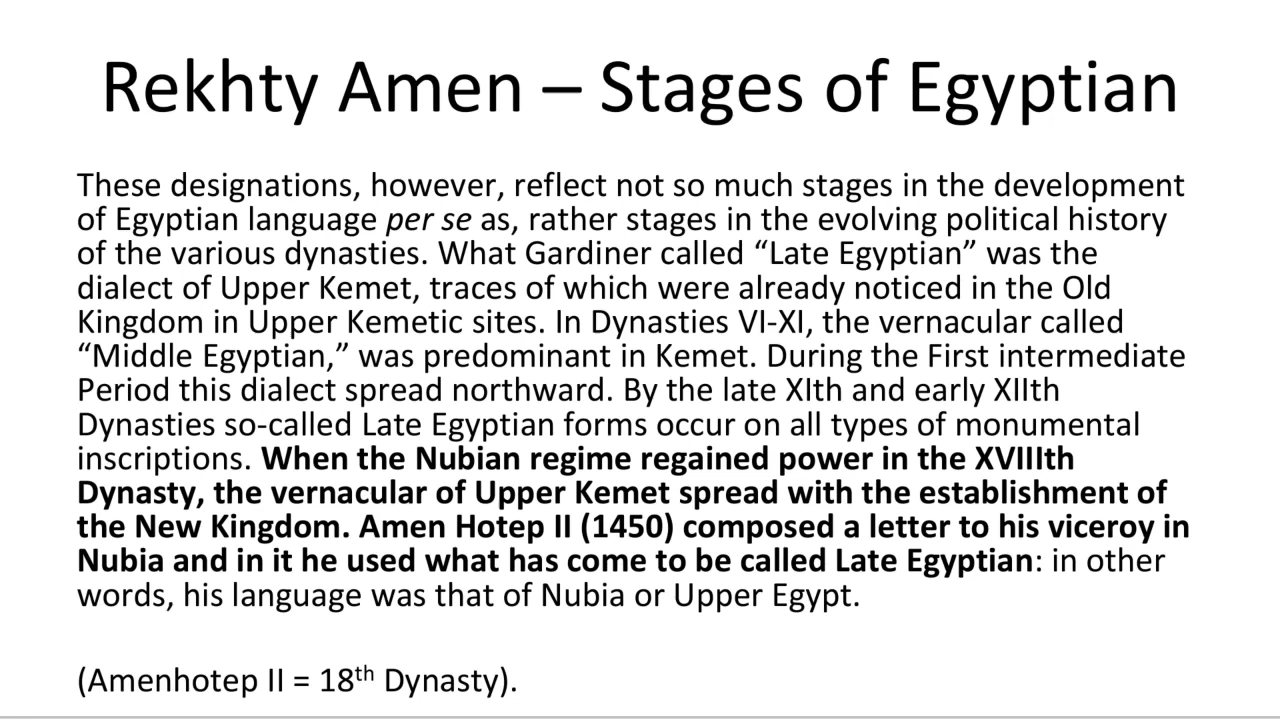 Rekhty Amen – Stages of Egyptian
These designations, however, reflect not so much stages in the development
of Egyptian language per se as, rather stages in the evolving political history
of the various dynasties. What Gardiner called “Late Egyptian” was the
dialect of Upper Kemet, traces of which were already noticed in the Old
Kingdom in Upper Kemetic sites. In Dynasties VI-XI, the vernacular called
“Middle Egyptian,” was predominant in Kemet. During the First intermediate
Period this dialect spread northward. By the late XIth and early XIIth
Dynasties so-called Late Egyptian forms occur on all types of monumental
inscriptions. When the Nubian regime regained power in the XVIIIth
Dynasty, the vernacular of Upper Kemet spread with the establishment of
the New Kingdom. Amen Hotep II (1450) composed a letter to his viceroy in
Nubia and in it he used what has come to be called Late Egyptian: in other
words, his language was that of Nubia or Upper Egypt.
(Amenhotep II = 18th Dynasty).